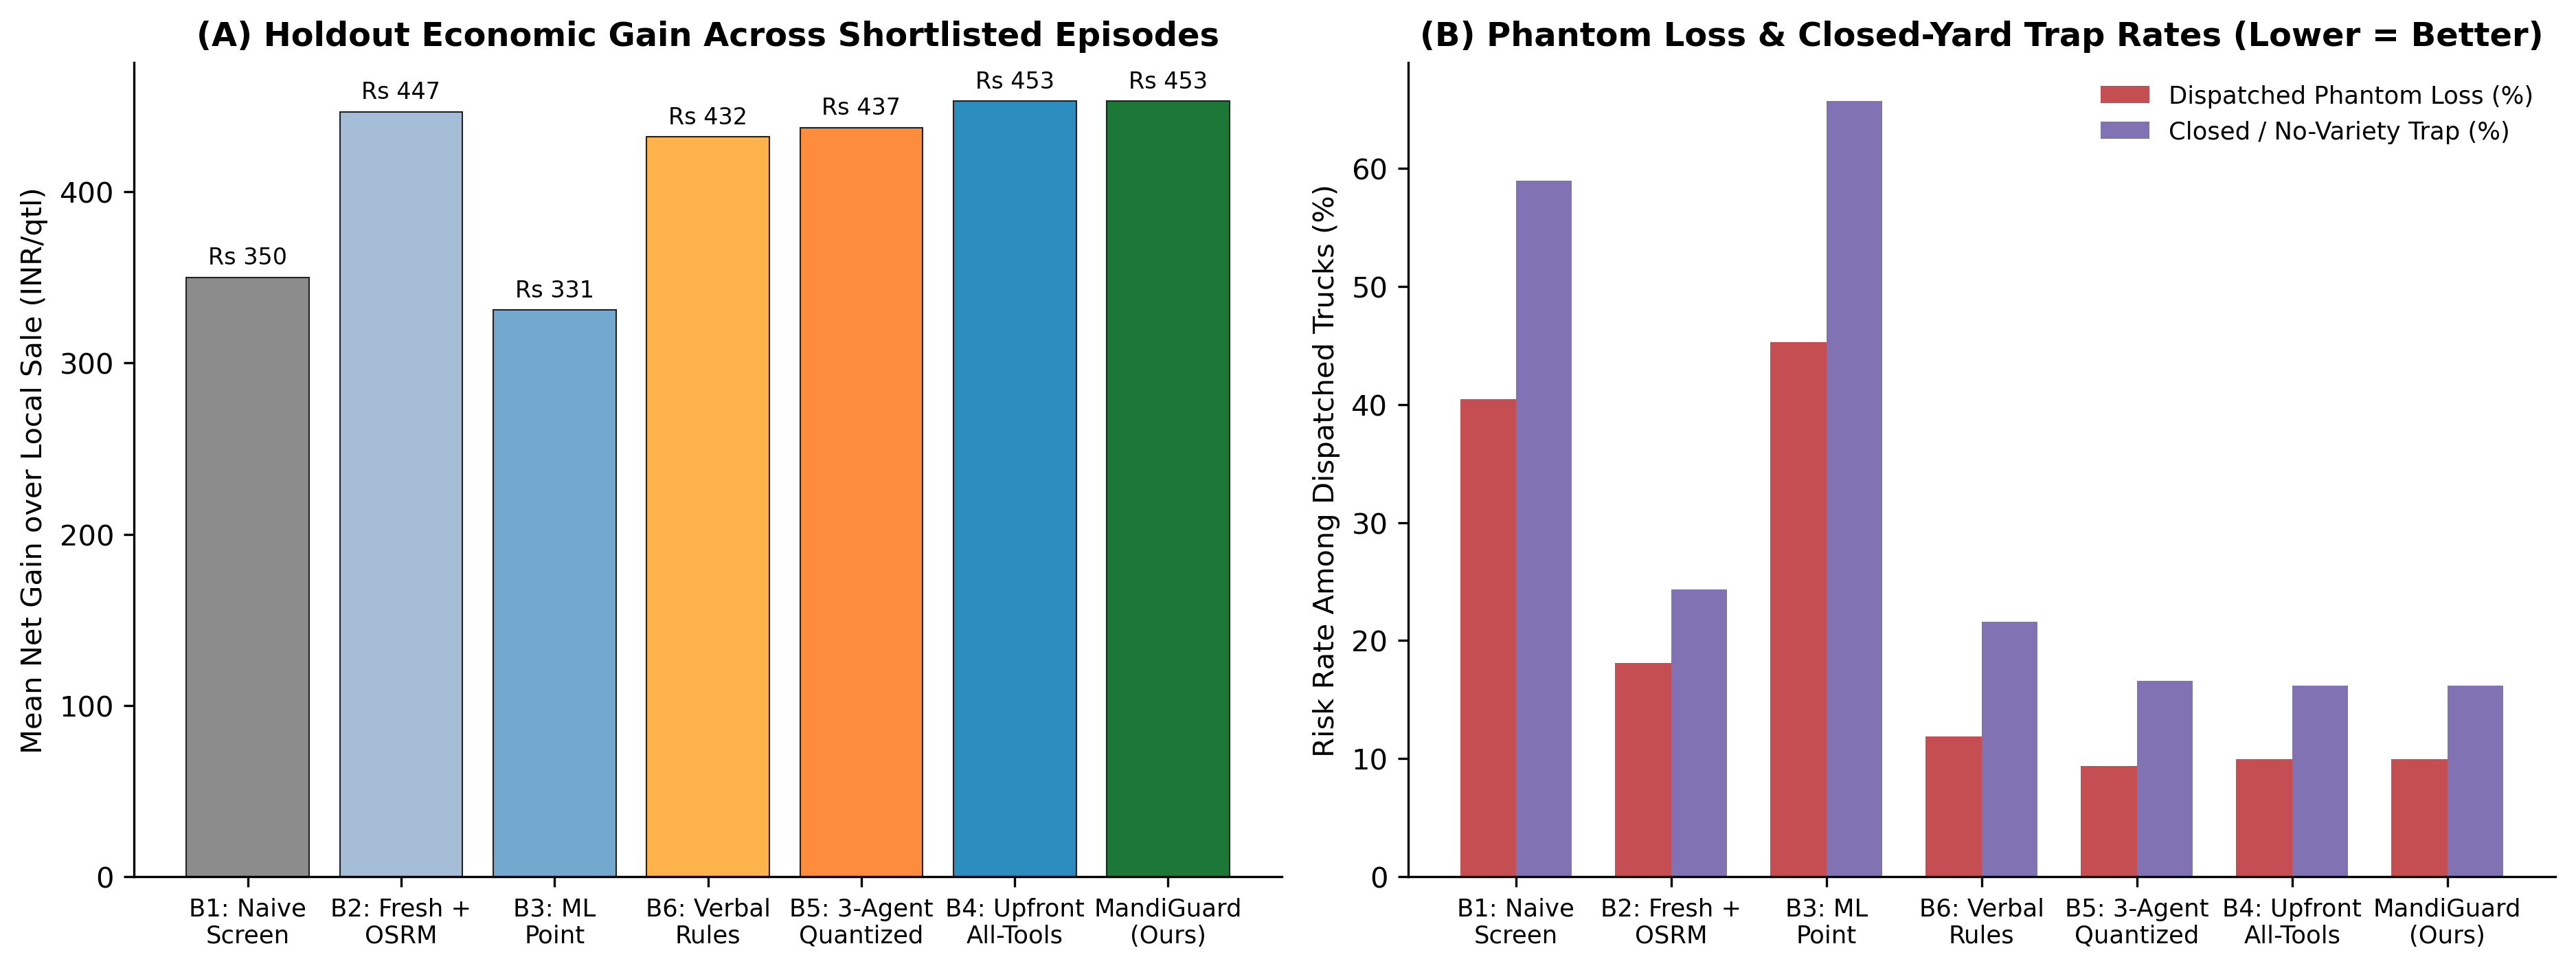 (A) Holdout Economic Gain Across Shortlisted Episodes
Mean Net Gain over Local Sale (INR/qtl)
400
300
200
100
0
Rs 350
Rs 447
Rs 331
Rs 432
Rs 437
Rs 453
Rs 453
B1: Naive
Screen
B2: Fresh +
OSRM
B3: ML
Point
B6: Verbal
Rules
B5: 3-Agent
Quantized
B4: Upfront
All-Tools
MandiGuard
(Ours)
(B) Phantom Loss & Closed-Yard Trap Rates (Lower = Better)
Risk Rate Among Dispatched Trucks (%)
60
50
40
30
20
10
0
Dispatched Phantom Loss (%)
Closed / No-Variety Trap (%)
B1: Naive
Screen
B2: Fresh +
OSRM
B3: ML
Point
B6: Verbal
Rules
B5: 3-Agent
Quantized
B4: Upfront
All-Tools
MandiGuard
(Ours)